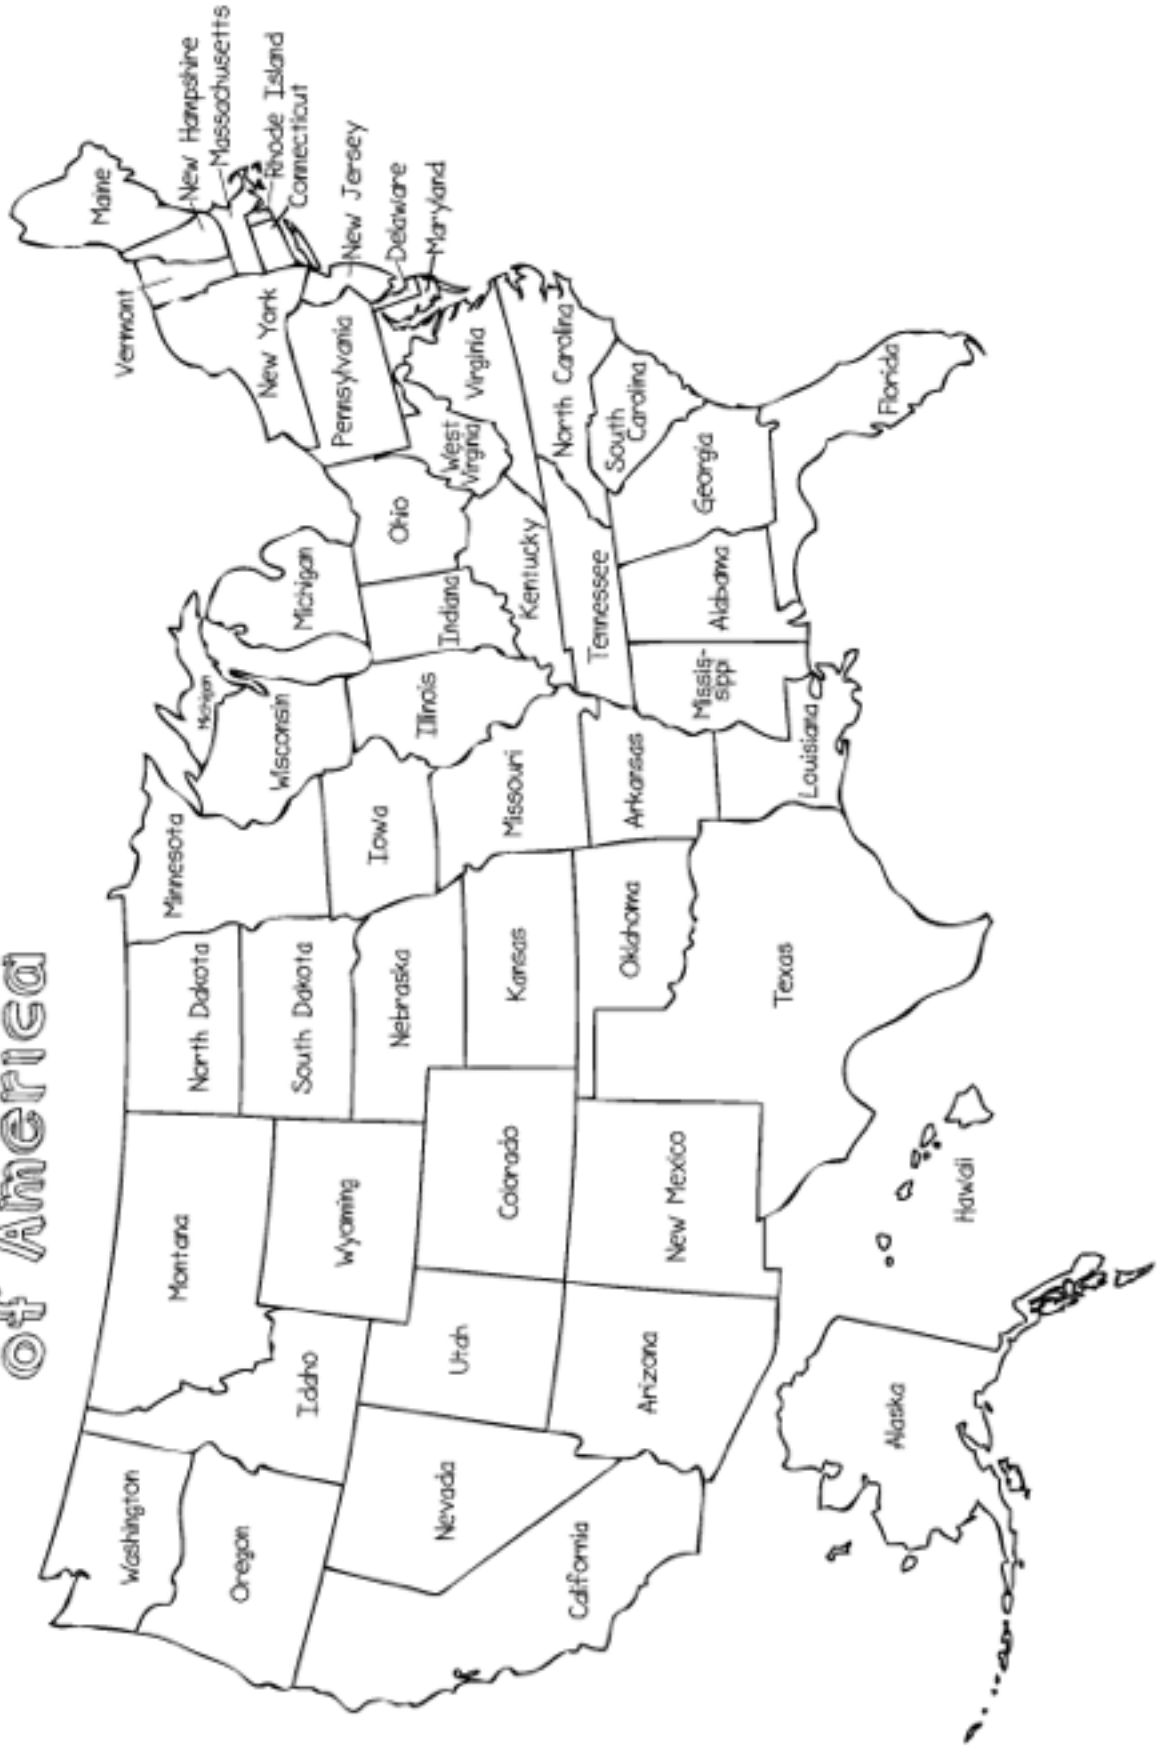 of America
Washington
Oregon
California
Nevada
Idaho
Montana
Wyoming
Utah
Arizona
Colorado
New Mexico
North Dakota
South Dakota
Nebraska
Kansas
Oklahoma
Texas
Minnesota
Iowa
Missouri
Arkansas
Louisiana
Wisconsin
Michigan
Michigan
Illinois
Indiana
Ohio
Kentucky
Tennessee
Missis-
sppi
Alabama
Georgia
Florida
South
Carolina
North Carolina
Virginia
West
Virginia
Pennsylvania
New York
Vermont
Maine
New Hampshire
Massachusetts
Rhode Island
Connecticut
New Jersey
Delaware
Maryland
Alaska
Hawaii